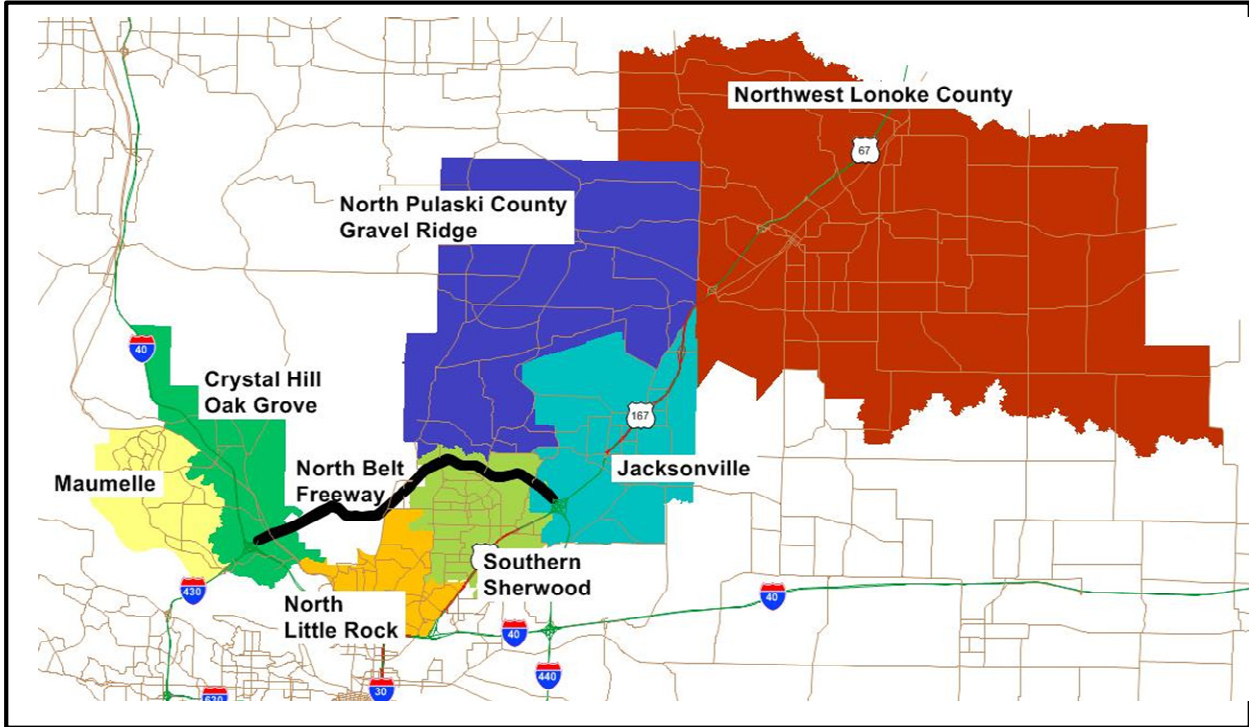 Northwest Lonoke County
67
North Pulaski County
Gravel Ridge
40
Crystal Hill
Oak Grove
167
North Belt
Freeway
Jacksonville
Maumelle
Southern
Sherwood
430
40
North
Little Rock
40
30
440
630